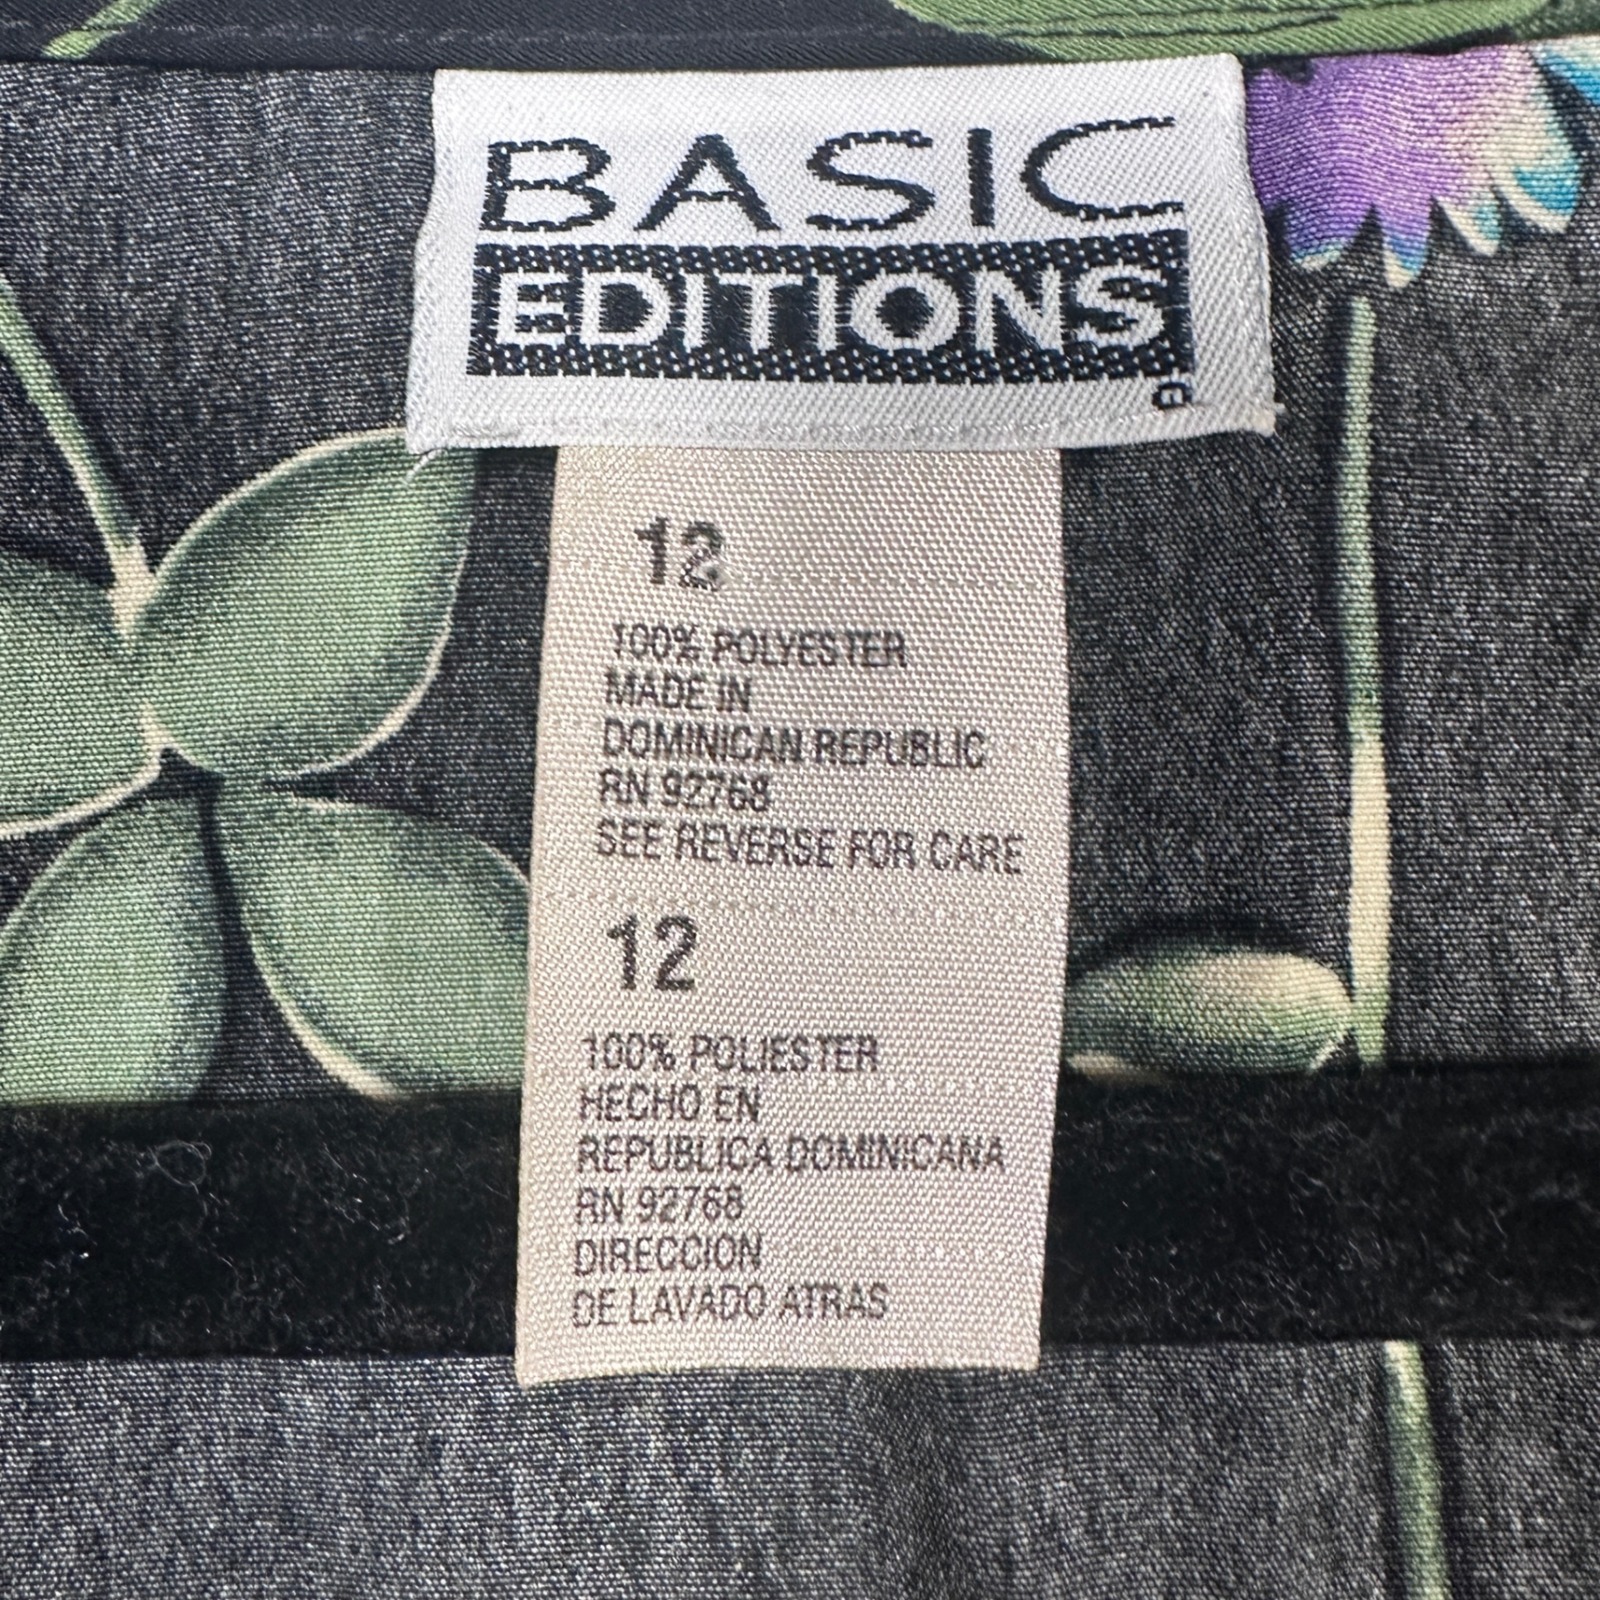 BASIC
EDITIONS
12
100% POLYESTER
MADE IN
DOMINICAN REPUBLIC
RN 92768
SEE REVERSE FOR CARE
12
100% POLIESTER
HECHO EN
REPUBLICA DOMINICANA
RN 92768
DIRECCION
DE LAVADO ATRAS